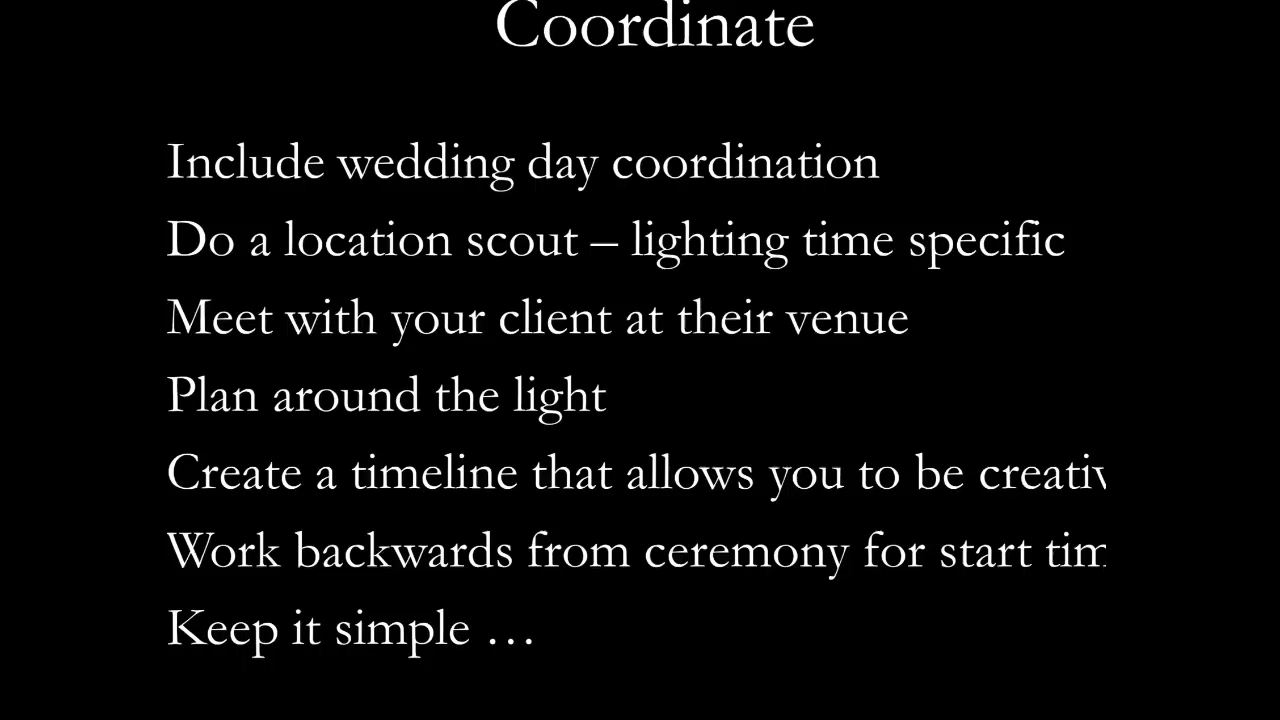 Coordinate
Include wedding day coordination
Do a location scout – lighting time specific
Meet with your client at their venue
Plan around the light
Create a timeline that allows you to be creativ
Work backwards from ceremony for start tim
Keep it simple …